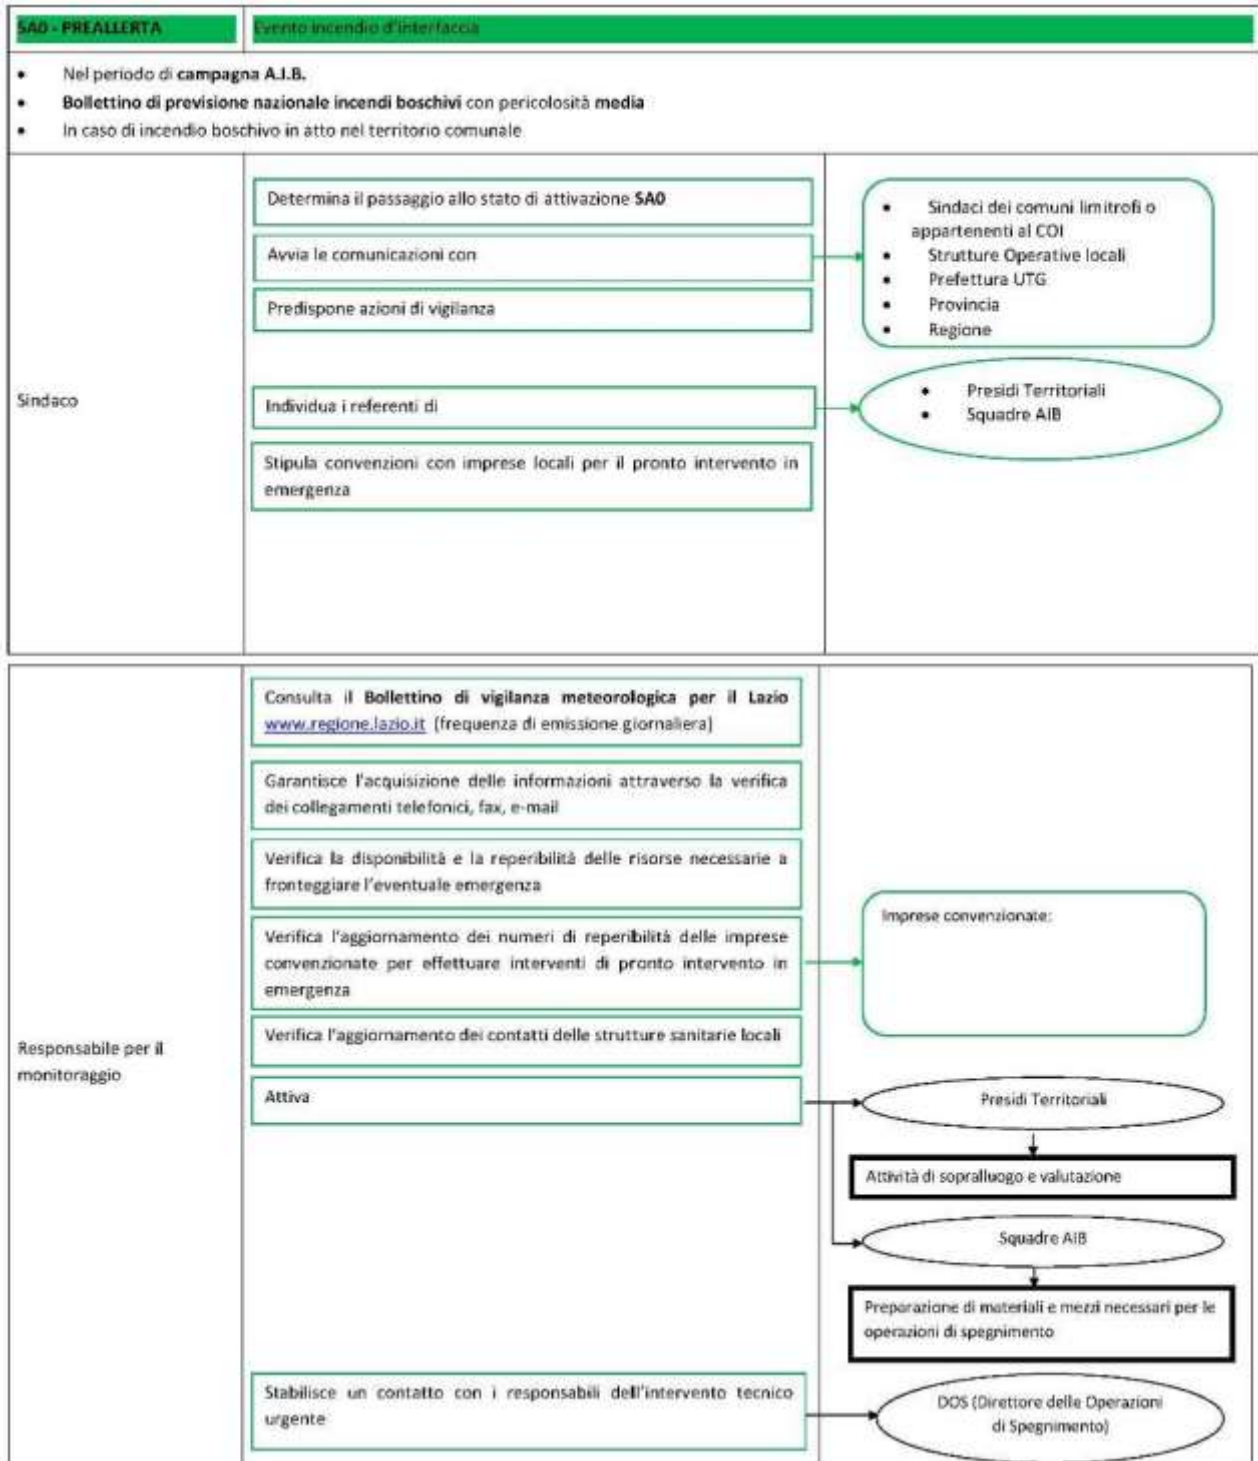 SA0 - PREALLERTA
Evento incendio d'interfaccia
• Nel periodo di campagna A.I.B.
• Bollettino di previsione nazionale incendi boschivi con pericolosità media
• In caso di incendio boschivo in atto nel territorio comunale
Sindaco
Determina il passaggio allo stato di attivazione SA0
Avvia le comunicazioni con
• Sindaci dei comuni limitrofi o
appartenenti al COI
• Strutture Operative locali
• Prefettura UTG
• Provincia
• Regione
Predispone azioni di vigilanza
Individua i referenti di
• Presidi Territoriali
• Squadre AIB
Stipula convenzioni con imprese locali per il pronto intervento in
emergenza
Responsabile per il
monitoraggio
Consulta il Bollettino di vigilanza meteorologica per il Lazio
www.regione.lazio.it (frequenza di emissione giornaliera)
Garantisce l'acquisizione delle informazioni attraverso la verifica
dei collegamenti telefonici, fax, e-mail
Verifica la disponibilità e la reperibilità delle risorse necessarie a
fronteggiare l'eventuale emergenza
Verifica l'aggiornamento dei numeri di reperibilità delle imprese
convenzionate per effettuare interventi di pronto intervento in
emergenza
Imprese convenzionate:
Verifica l'aggiornamento dei contatti delle strutture sanitarie locali
Attiva
Presidi Territoriali
Attività di sopralluogo e valutazione
Squadre AIB
Preparazione di materiali e mezzi necessari per le
operazioni di spegnimento
Stabilisce un contatto con i responsabili dell'intervento tecnico
urgente
DOS (Direttore delle Operazioni
di Spegnimento)